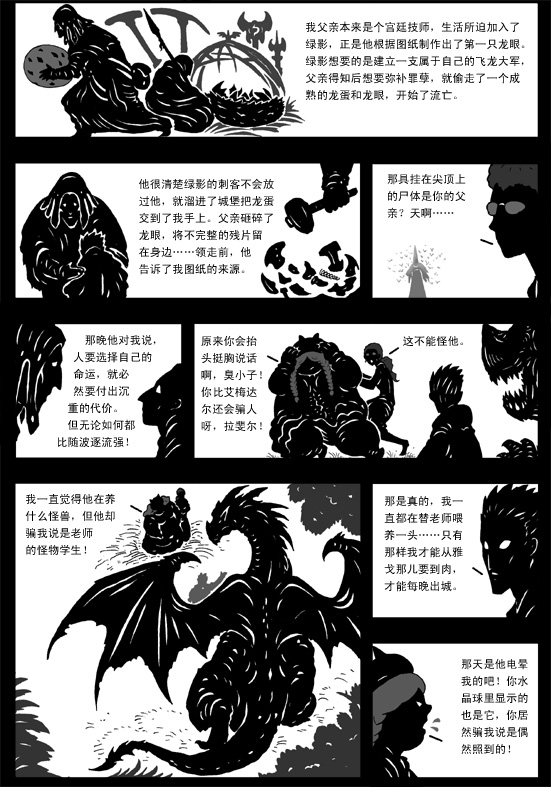 我父亲本来是个宫廷技师，生活所迫加入了
绿影，正是他根据图纸制作出了第一只龙眼。
绿影想要的是建立一支属于自己的飞龙大军，
父亲得知后想要弥补罪孽，就偷走了一个成
熟的龙蛋和龙眼，开始了流亡。
他很清楚绿影的刺客不会放
过他，就溜进了城堡把龙蛋
交到了我手上。父亲砸碎了
龙眼，将不完整的残片留
在身边……领走前，他
告诉了我图纸的来源。
那具挂在尖顶上
的尸体是你的父
亲？天啊……
那晚他对我说，
人要选择自己的
命运，就必
然要付出沉
重的代价。
但无论如何都
比随波逐流强！
原来你会抬
头挺胸说话
啊，臭小子！
你比艾梅达
尔还会骗人
呀，拉斐尔！
这不能怪他。
我一直觉得他在养
什么怪兽，但他却
骗我说是老师
的怪物学生！
那是真的，我一
直都在替老师喂
养一头……只有
那样我才能从雅
戈那儿要到肉，
才能每晚出城。
那天是他电晕
我的吧！你水
晶球里显示的
也是它，你居
然骗我说是偶
然照到的！